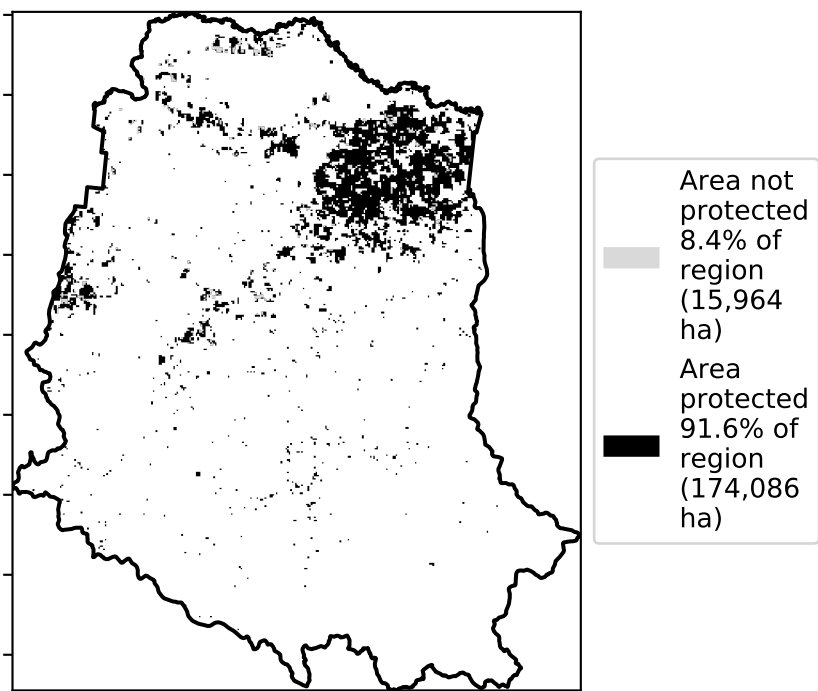 Area not
protected
8.4% of
region
(15,964
ha)
Area
protected
91.6% of
region
(174,086
ha)